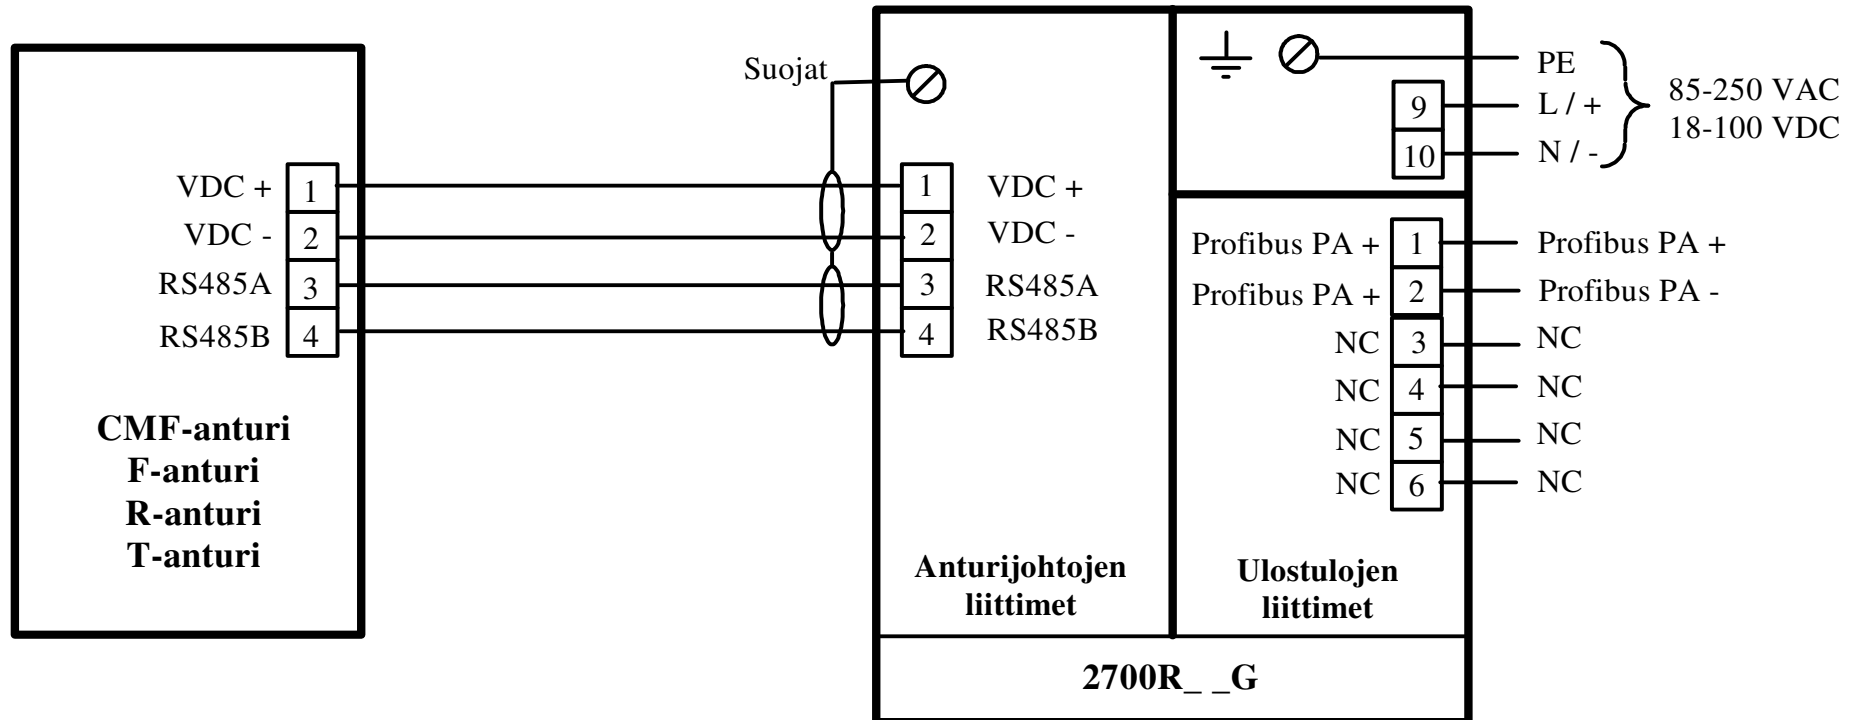 Suojat
VDC + 1
VDC - 2
RS485A 3
RS485B 4
CMF-anturi
F-anturi
R-anturi
T-anturi
1 VDC +
2 VDC -
3 RS485A
4 RS485B
Anturijohtojen
liittimet
PE
9 L / +
10 N / -
85-250 VAC
18-100 VDC
Profibus PA + 1 Profibus PA +
Profibus PA + 2 Profibus PA -
NC 3 NC
NC 4 NC
NC 5 NC
NC 6 NC
Ulostulojen
liittimet
2700R_ _G